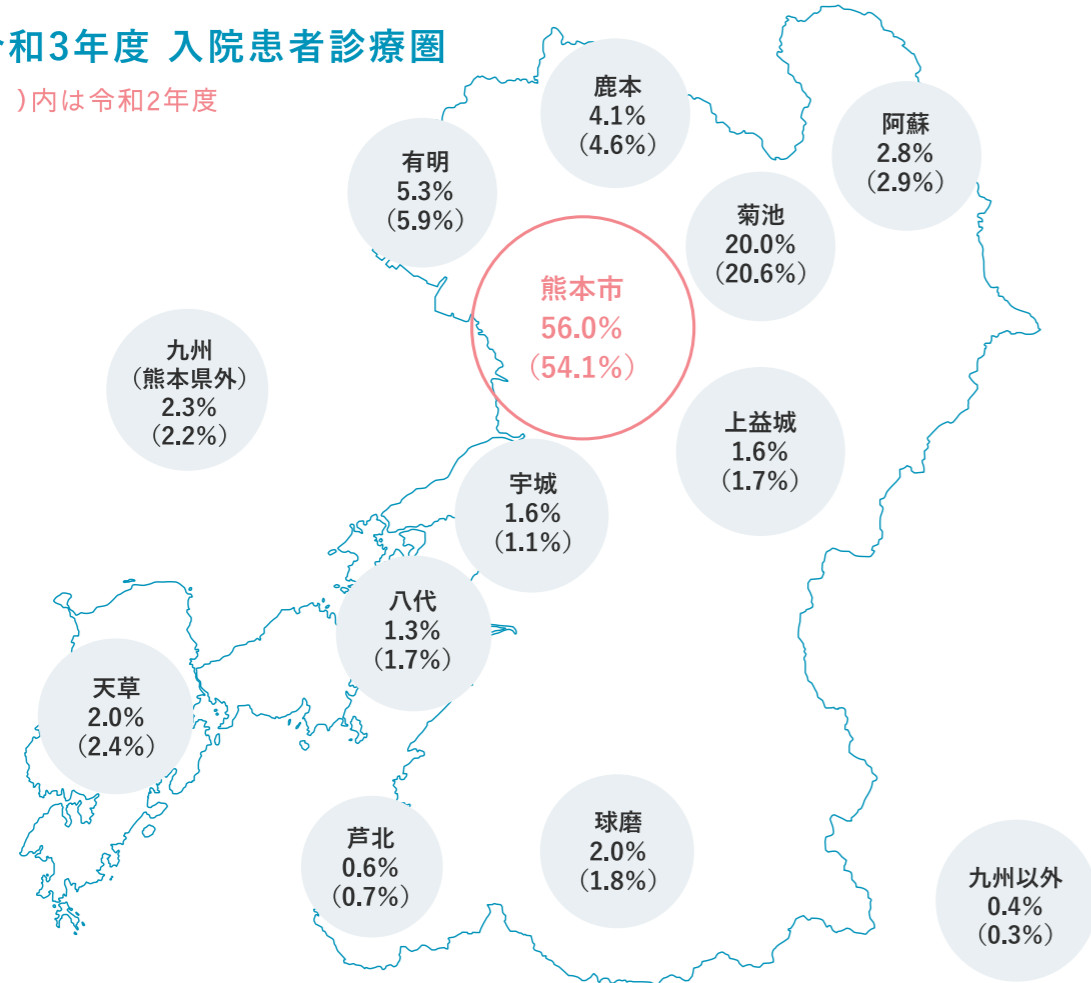 令和3年度 入院患者診療圏
)内は令和2年度
鹿本
4.1%
(4.6%)
阿蘇
2.8%
(2.9%)
有明
5.3%
(5.9%)
菊池
20.0%
(20.6%)
熊本市
56.0%
(54.1%)
九州
(熊本県外)
2.3%
(2.2%)
上益城
1.6%
(1.7%)
宇城
1.6%
(1.1%)
八代
1.3%
(1.7%)
天草
2.0%
(2.4%)
芦北
0.6%
(0.7%)
球磨
2.0%
(1.8%)
九州以外
0.4%
(0.3%)